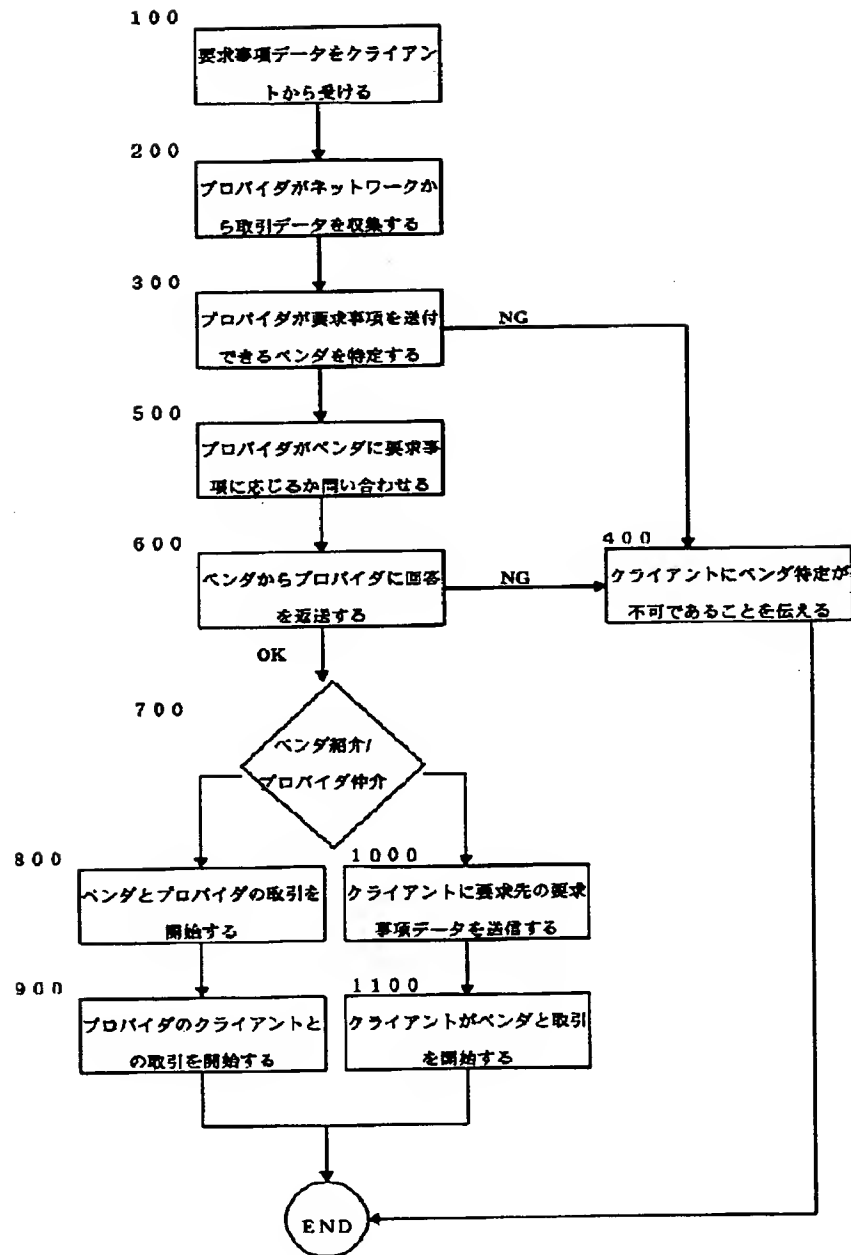 100
要求事項データをクライアン
トから受ける
200
プロバイダがネットワークか
ら取引データを収集する
300
プロバイダが要求事項を送付
できるベンダを特定する
NG
500
プロバイダがベンダに要求事
項に応じるか問い合わせる
600
ベンダからプロバイダに回答
を返送する
NG
400
クライアントにベンダ特定が
不可であることを伝える
OK
700
ベンダ紹介/
プロバイダ仲介
800
ベンダとプロバイダの取引を
開始する
1000
クライアントに要求先の要求
事項データを送信する
900
プロバイダのクライアントと
の取引を開始する
1100
クライアントがベンダと取引
を開始する
END